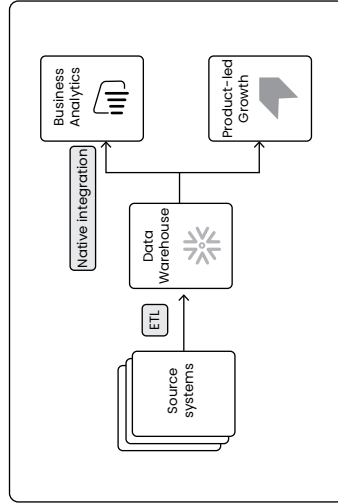 Source
systems
ETL
Data
Warehouse
Native integration
Business
Analytics
Product-led
Growth